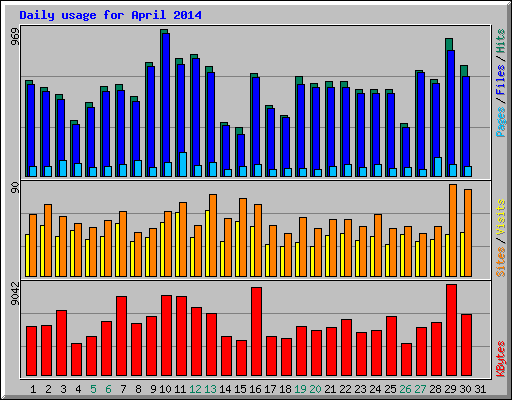 Daily usage for April 2014
969
Pages / Files / Hits
90
Sites / Visits
9042
KBytes
1 2 3 4 5 6 7 8 9 10 11 12 13 14 15 16 17 18 19 20 21 22 23 24 25 26 27 28 29 30 31